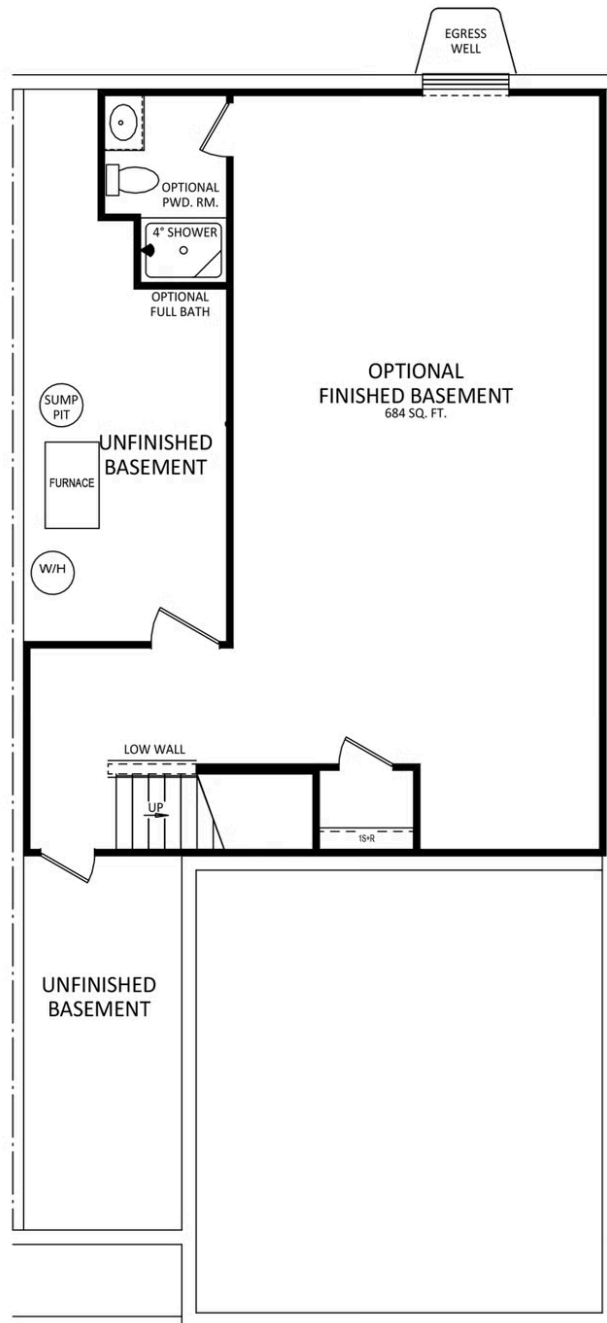 EGRESS
WELL
OPTIONAL
PWD. RM.
4° SHOWER
OPTIONAL
FULL BATH
OPTIONAL
FINISHED BASEMENT
684 SQ. FT.
SUMP
PIT
UNFINISHED
BASEMENT
FURNACE
W/H
LOW WALL
UP
1S+R
UNFINISHED
BASEMENT